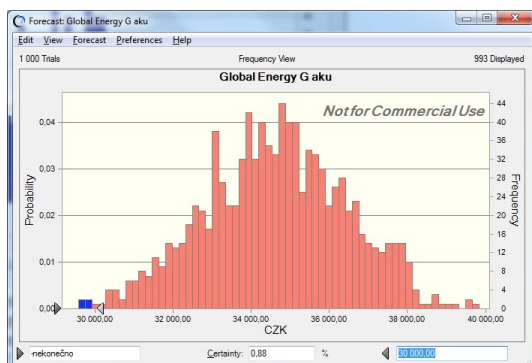 Forecast: Global Energy G aku
Edit View Forecast Preferences Help
1 000 Trials Frequency View 993 Displayed
Global Energy G aku
Not for Commercial Use
0,04
0,03
0,02
0,01
0,00
Probability
44
40
36
32
28
24
20
16
12
8
4
0
Frequency
30 000,00 32 000,00 34 000,00 36 000,00 38 000,00 40 000,00
CZK
-nekonečno Certainty: 0,88 % 30 000,00